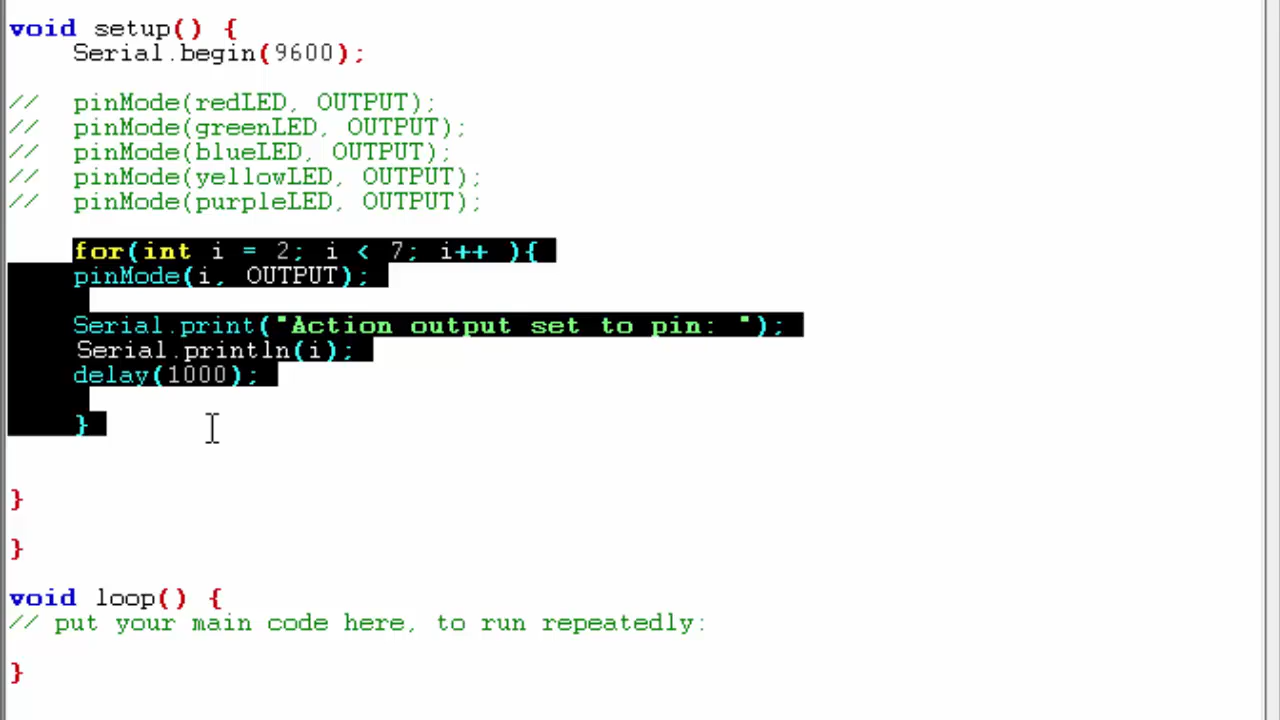 void setup() {
Serial.begin(9600);
// pinMode(redLED, OUTPUT);
// pinMode(greenLED, OUTPUT);
// pinMode(blueLED, OUTPUT);
// pinMode(yellowLED, OUTPUT);
// pinMode(purpleLED, OUTPUT);
for(int i = 2; i < 7; i++ ){
pinMode(i, OUTPUT);
Serial.print("Action output set to pin: ");
Serial.println(i);
delay(1000);
}
}
}
void loop() {
// put your main code here, to run repeatedly:
}